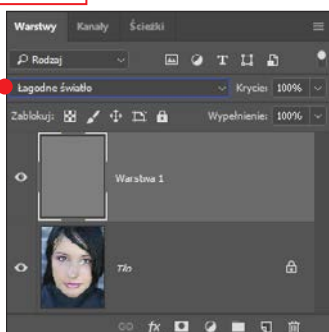 Warstwy Kanały Ścieżki
Rodzaj
Łagodne światło Krycie: 100%
Zablokuj: Wypełnienie: 100%
Warstwa 1
Tło
fx